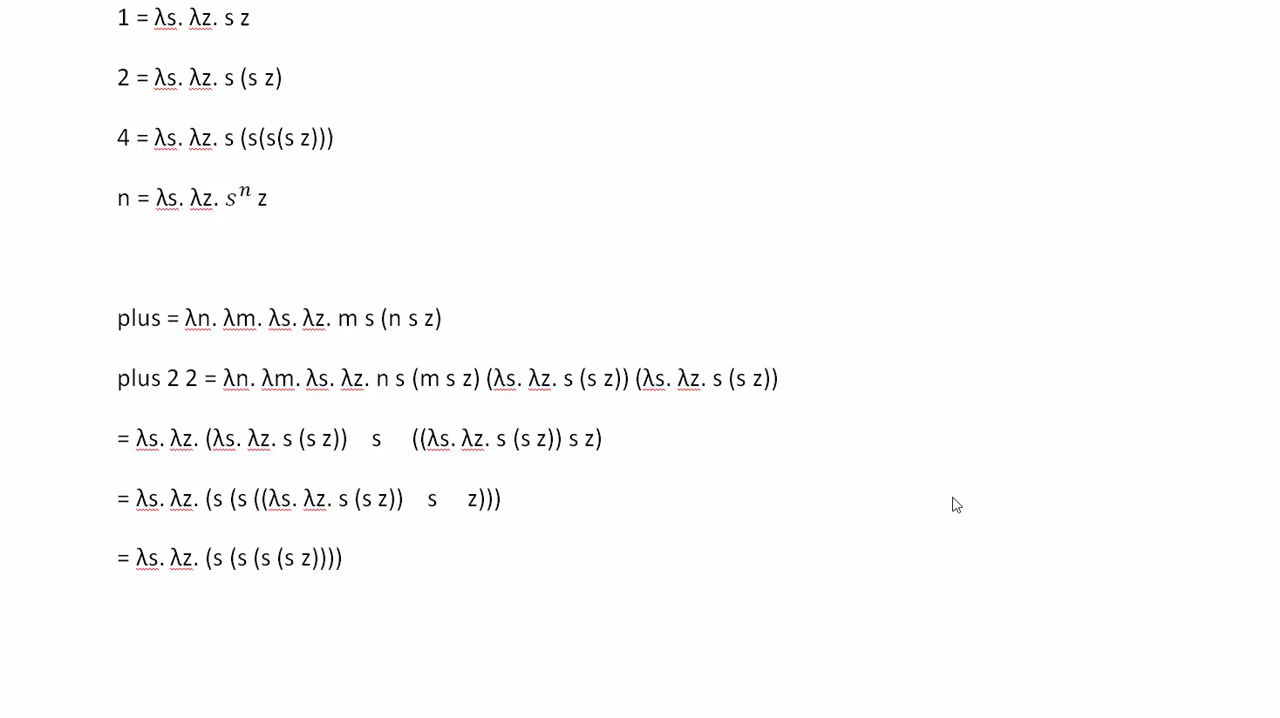 1 = λs. λz. s z
2 = λs. λz. s (s z)
4 = λs. λz. s (s(s(s z)))
n = λs. λz. sⁿ z
plus = λn. λm. λs. λz. m s (n s z)
plus 2 2 = λn. λm. λs. λz. n s (m s z) (λs. λz. s (s z)) (λs. λz. s (s z))
= λs. λz. (λs. λz. s (s z)) s ((λs. λz. s (s z)) s z)
= λs. λz. (s (s ((λs. λz. s (s z)) s z)))
= λs. λz. (s (s (s (s z))))